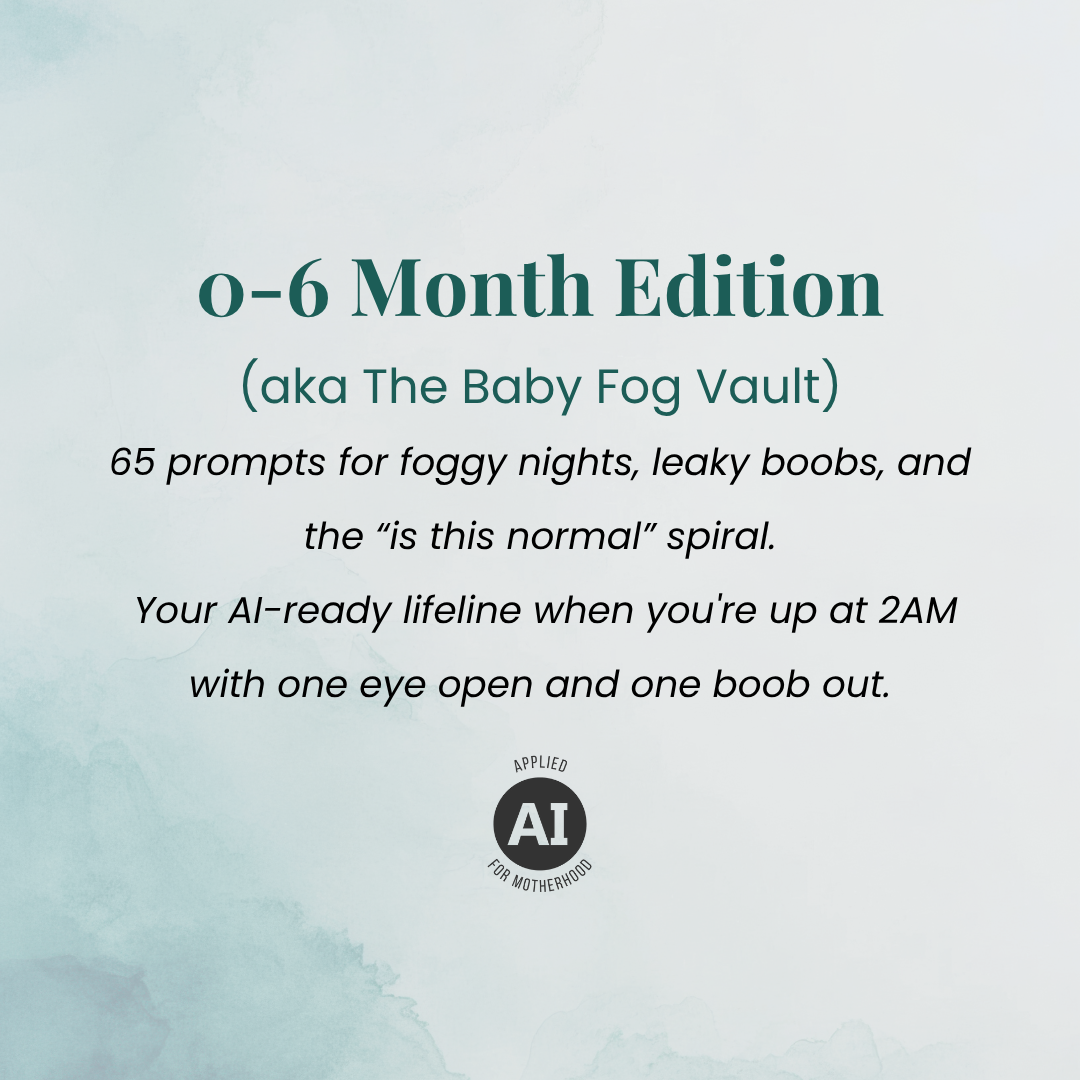 0-6 Month Edition
(aka The Baby Fog Vault)
65 prompts for foggy nights, leaky boobs, and
the “is this normal” spiral.
Your AI-ready lifeline when you're up at 2AM
with one eye open and one boob out.
APPLIED
AI
FOR MOTHERHOOD